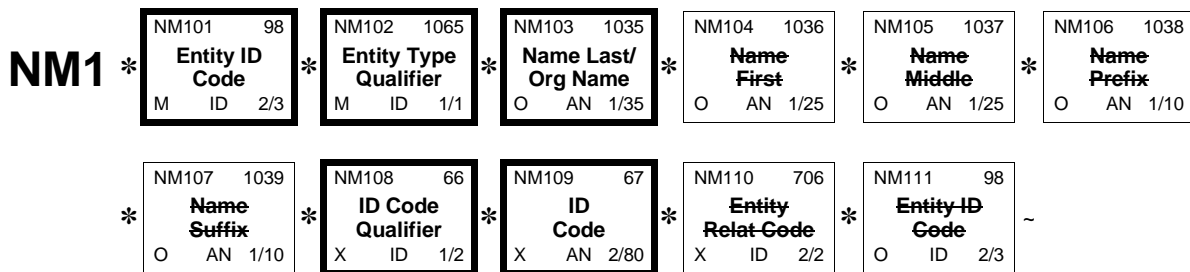 NM101 98 NM102 1065 NM103 1035 NM104 1036 NM105 1037 NM106 1038
NM1 * Entity ID * Entity Type * Name Last/ * Name * Name * Name
Code Qualifier Org Name First Middle Prefix
M ID 2/3 M ID 1/1 O AN 1/35 O AN 1/25 O AN 1/25 O AN 1/10
NM107 1039 NM108 66 NM109 67 NM110 706 NM111 98
* Name * ID Code * ID * Entity * Entity ID ~
Suffix Qualifier Code Relat Code Code
O AN 1/10 X ID 1/2 X AN 2/80 X ID 2/2 O ID 2/3